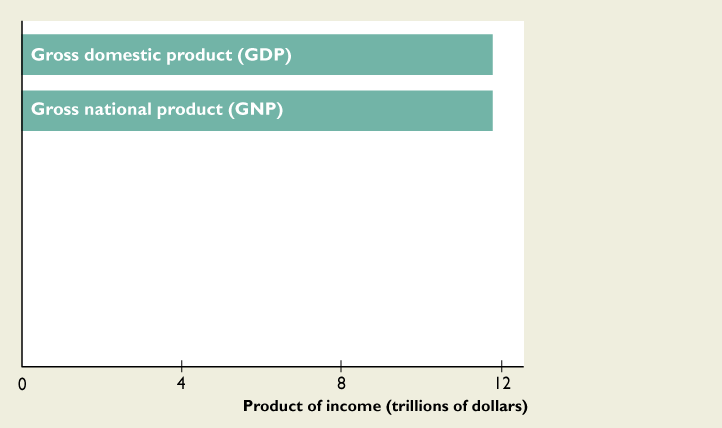 Gross domestic product (GDP)
Gross national product (GNP)
0 4 8 12
Product of income (trillions of dollars)